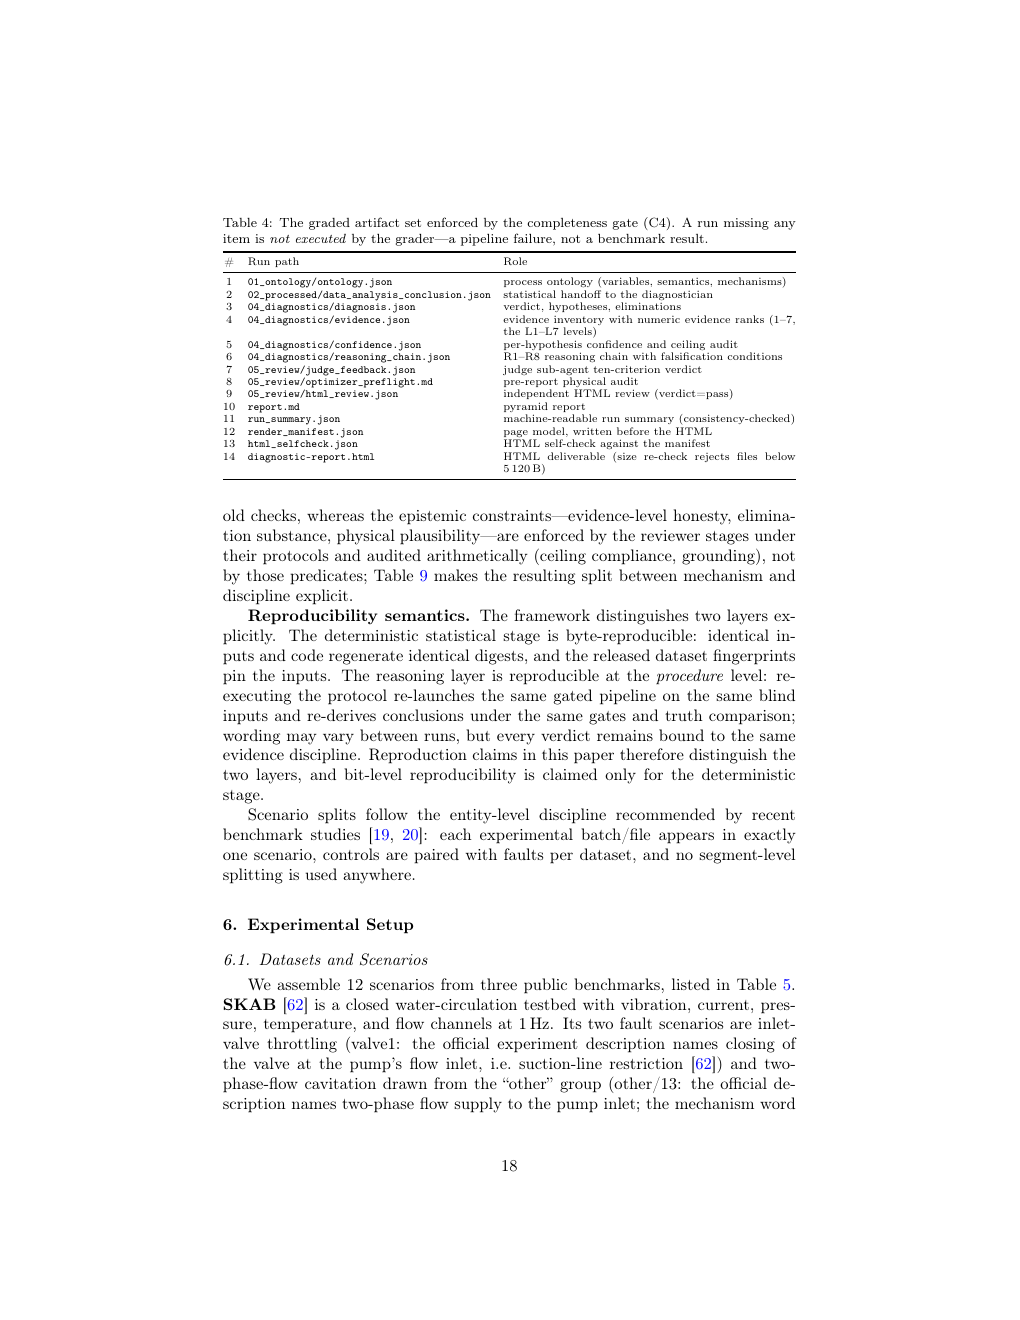 Table 4: The graded artifact set enforced by the completeness gate (C4). A run missing any
item is not executed by the grader—a pipeline failure, not a benchmark result.
# Run path Role
1 01_ontology/ontology.json process ontology (variables, semantics, mechanisms)
2 02_processed/data_analysis_conclusion.json statistical handoff to the diagnostician
3 04_diagnostics/diagnosis.json verdict, hypotheses, eliminations
4 04_diagnostics/evidence.json evidence inventory with numeric evidence ranks (1–7,
the L1–L7 levels)
5 04_diagnostics/confidence.json per-hypothesis confidence and ceiling audit
6 04_diagnostics/reasoning_chain.json R1–R8 reasoning chain with falsification conditions
7 05_review/judge_feedback.json judge sub-agent ten-criterion verdict
8 05_review/optimizer_preflight.md pre-report physical audit
9 05_review/html_review.json independent HTML review (verdict=pass)
10 report.md pyramid report
11 run_summary.json machine-readable run summary (consistency-checked)
12 render_manifest.json page model, written before the HTML
13 html_selfcheck.json HTML self-check against the manifest
14 diagnostic-report.html HTML deliverable (size re-check rejects files below
5 120 B)
old checks, whereas the epistemic constraints—evidence-level honesty, elimina-
tion substance, physical plausibility—are enforced by the reviewer stages under
their protocols and audited arithmetically (ceiling compliance, grounding), not
by those predicates; Table 9 makes the resulting split between mechanism and
discipline explicit.
Reproducibility semantics. The framework distinguishes two layers ex-
plicitly. The deterministic statistical stage is byte-reproducible: identical in-
puts and code regenerate identical digests, and the released dataset fingerprints
pin the inputs. The reasoning layer is reproducible at the procedure level: re-
executing the protocol re-launches the same gated pipeline on the same blind
inputs and re-derives conclusions under the same gates and truth comparison;
wording may vary between runs, but every verdict remains bound to the same
evidence discipline. Reproduction claims in this paper therefore distinguish the
two layers, and bit-level reproducibility is claimed only for the deterministic
stage.
Scenario splits follow the entity-level discipline recommended by recent
benchmark studies [19, 20]: each experimental batch/file appears in exactly
one scenario, controls are paired with faults per dataset, and no segment-level
splitting is used anywhere.
6. Experimental Setup
6.1. Datasets and Scenarios
We assemble 12 scenarios from three public benchmarks, listed in Table 5.
SKAB [62] is a closed water-circulation testbed with vibration, current, pres-
sure, temperature, and flow channels at 1 Hz. Its two fault scenarios are inlet-
valve throttling (valve1: the official experiment description names closing of
the valve at the pump's flow inlet, i.e. suction-line restriction [62]) and two-
phase-flow cavitation drawn from the “other” group (other/13: the official de-
scription names two-phase flow supply to the pump inlet; the mechanism word
18